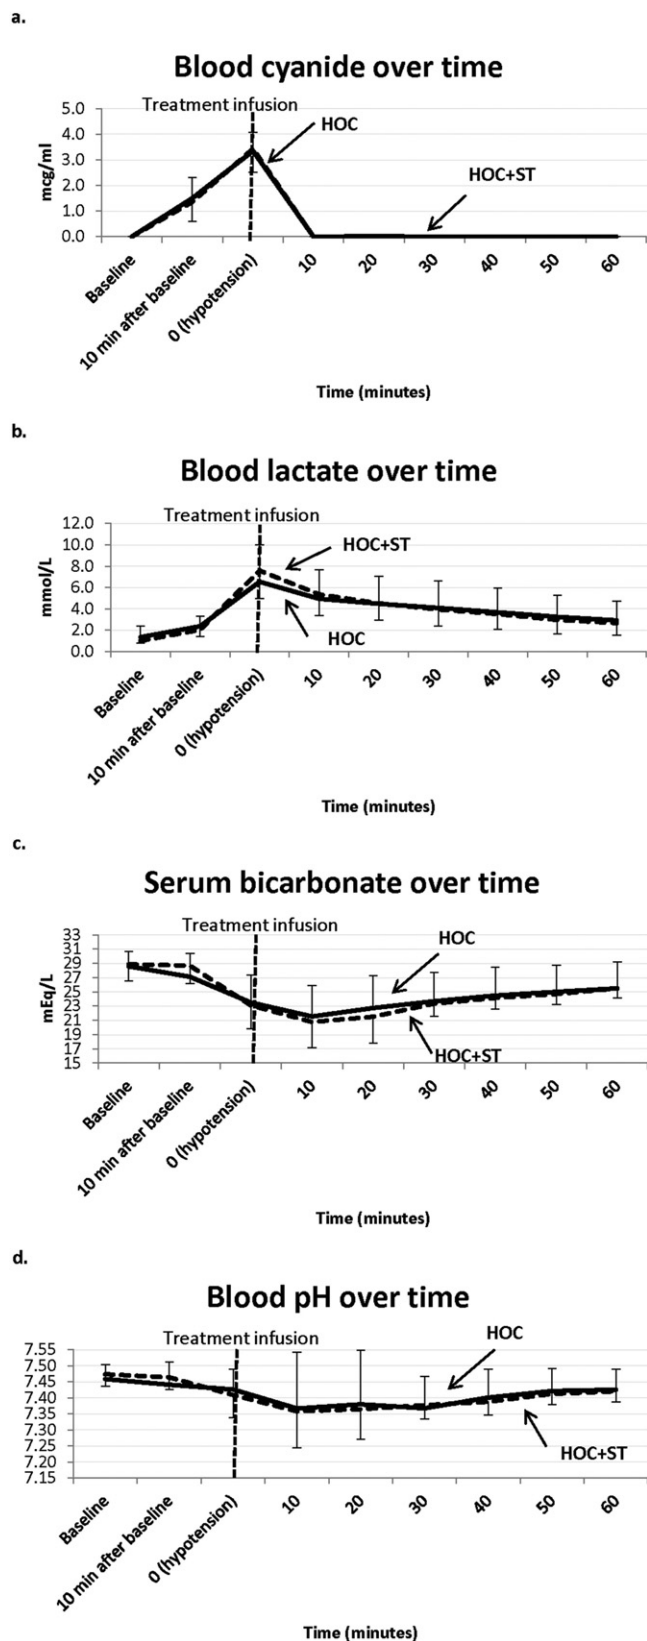 a.
Blood cyanide over time
Treatment infusion
HOC
HOC+ST
mcg/ml
5.0
4.0
3.0
2.0
1.0
0.0
Baseline
10 min after baseline
0 (hypotension)
10
20
30
40
50
60
Time (minutes)
b.
Blood lactate over time
Treatment infusion
HOC+ST
HOC
mmol/L
12.0
10.0
8.0
6.0
4.0
2.0
0.0
Baseline
10 min after baseline
0 (hypotension)
10
20
30
40
50
60
Time (minutes)
c.
Serum bicarbonate over time
Treatment infusion
HOC
HOC+ST
mEq/L
33
31
29
27
25
23
21
19
17
15
Baseline
10 min after baseline
0 (hypotension)
10
20
30
40
50
60
Time (minutes)
d.
Blood pH over time
Treatment infusion
HOC
HOC+ST
7.55
7.50
7.45
7.40
7.35
7.30
7.25
7.20
7.15
Baseline
10 min after baseline
0 (hypotension)
10
20
30
40
50
60
Time (minutes)